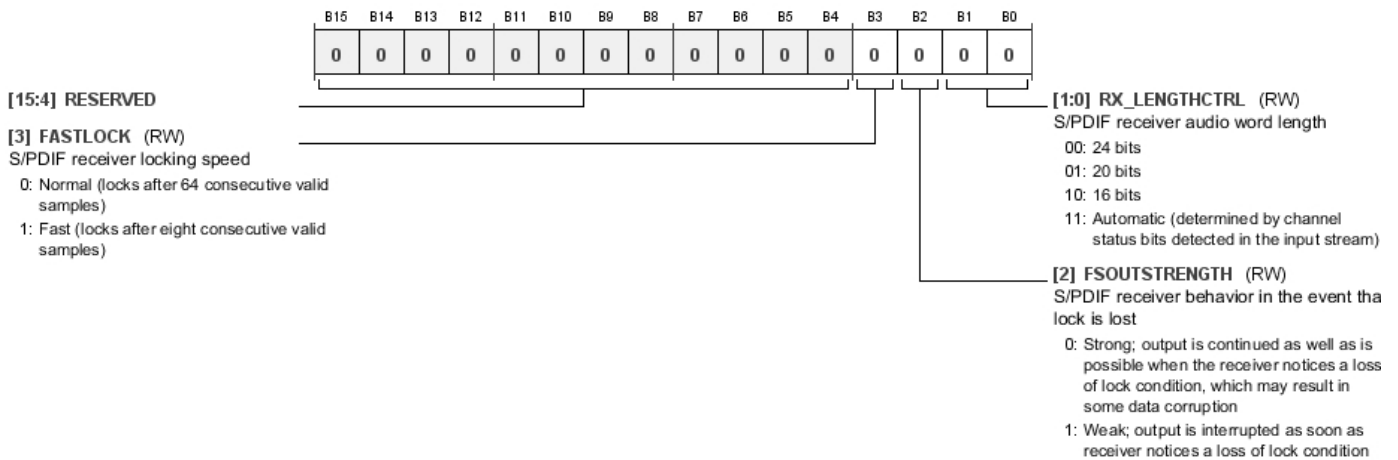 B15 B14 B13 B12 B11 B10 B9 B8 B7 B6 B5 B4 B3 B2 B1 B0
0 0 0 0 0 0 0 0 0 0 0 0 0 0 0 0
[15:4] RESERVED
[3] FASTLOCK (RW)
S/PDIF receiver locking speed
0: Normal (locks after 64 consecutive valid
samples)
1: Fast (locks after eight consecutive valid
samples)
[1:0] RX_LENGTHCTRL (RW)
S/PDIF receiver audio word length
00: 24 bits
01: 20 bits
10: 16 bits
11: Automatic (determined by channel
status bits detected in the input stream)
[2] FSOUTSTRENGTH (RW)
S/PDIF receiver behavior in the event tha
lock is lost
0: Strong; output is continued as well as is
possible when the receiver notices a loss
of lock condition, which may result in
some data corruption
1: Weak; output is interrupted as soon as
receiver notices a loss of lock condition